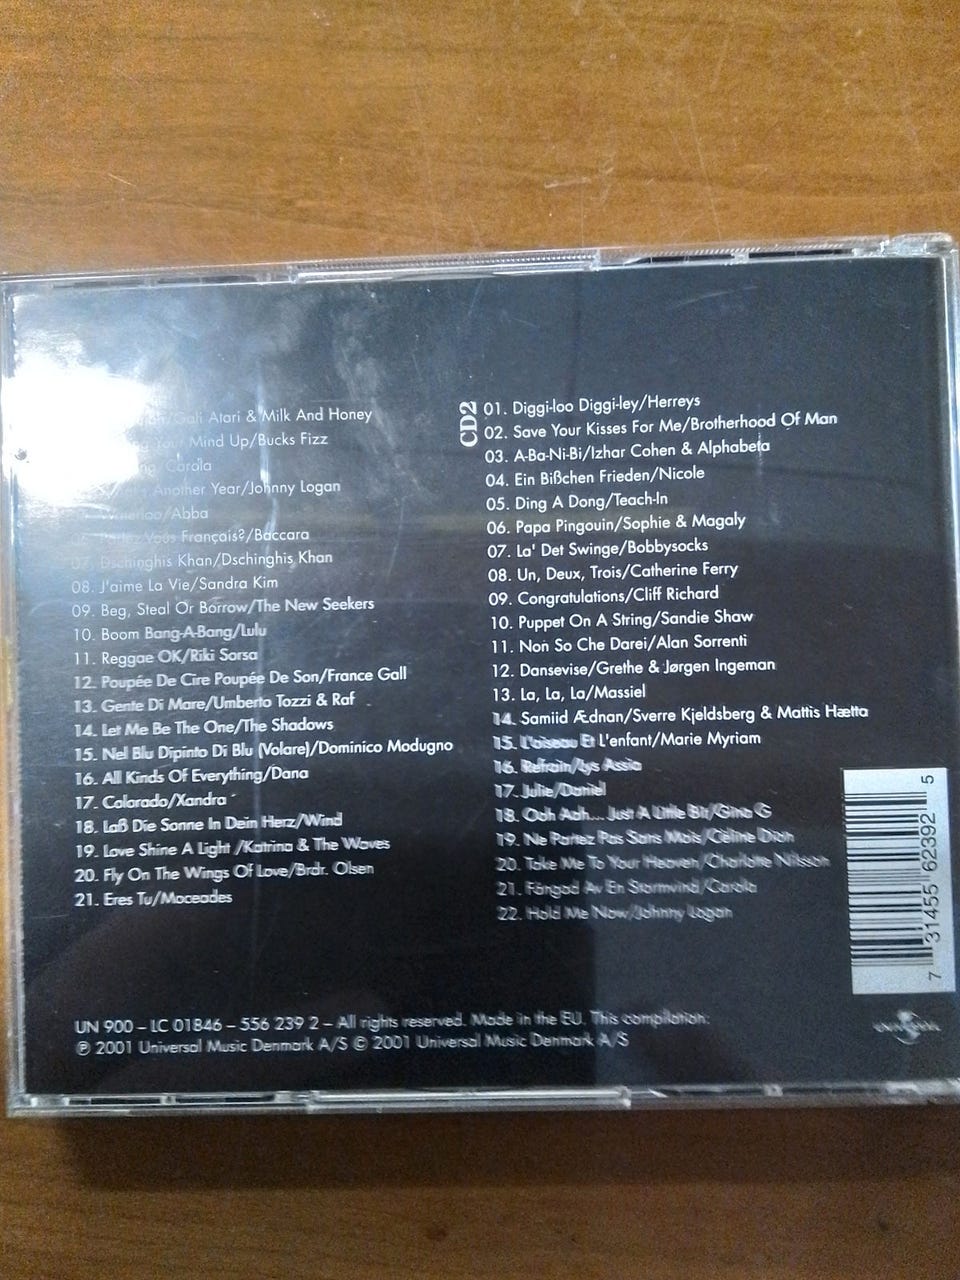 Gali Atari & Milk And Honey
Your Mind Up/Bucks Fizz
Carola
Another Year/Johnny Logan
Waterloo/Abba
06. Parlez Vous Français?/Baccara
07. Dschinghis Khan/Dschinghis Khan
08. J'aime La Vie/Sandra Kim
09. Beg, Steal Or Borrow/The New Seekers
10. Boom Bang-A-Bang/Lulu
11. Reggae OK/Riki Sorsa
12. Poupée De Cire Poupée De Son/France Gall
13. Gente Di Mare/Umberto Tozzi & Raf
14. Let Me Be The One/The Shadows
15. Nel Blu Dipinto Di Blu (Volare)/Dominico Modugno
16. All Kinds Of Everything/Dana
17. Colorado/Xandra
18. Laß Die Sonne In Dein Herz/Wind
19. Love Shine A Light /Katrina & The Waves
20. Fly On The Wings Of Love/Brdr. Olsen
21. Eres Tu/Moceades
CD2
01. Diggi-loo Diggi-ley/Herreys
02. Save Your Kisses For Me/Brotherhood Of Man
03. A-Ba-Ni-Bi/Izhar Cohen & Alphabeta
04. Ein Bißchen Frieden/Nicole
05. Ding A Dong/Teach-In
06. Papa Pingouin/Sophie & Magaly
07. La' Det Swinge/Bobbysocks
08. Un, Deux, Trois/Catherine Ferry
09. Congratulations/Cliff Richard
10. Puppet On A String/Sandie Shaw
11. Non So Che Darei/Alan Sorrenti
12. Dansevise/Grethe & Jørgen Ingeman
13. La, La, La/Massiel
14. Samiid Ædnan/Sverre Kjeldsberg & Mattis Hætta
15. L'oiseau Et L'enfant/Marie Myriam
16. Refrain/Lys Assia
17. Julie/Daniel
18. Ooh Aah... Just A Little Bit/Gina G
19. Ne Partez Pas Sans Mois/Céline Dion
20. Take Me To Your Heaven/Charlotte Nilsson
21. Fångad Av En Stormvind/Carola
22. Hold Me Now/Johnny Logan
7 31455 62392 5
UNIVERSAL
UN 900 – LC 01846 – 556 239 2 – All rights reserved. Made in the EU. This compilation:
℗ 2001 Universal Music Denmark A/S © 2001 Universal Music Denmark A/S